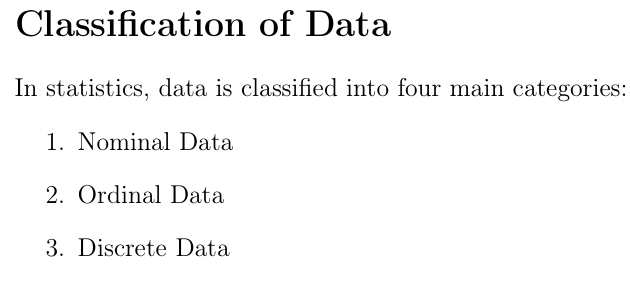 Classification of Data
In statistics, data is classified into four main categories:
1. Nominal Data
2. Ordinal Data
3. Discrete Data